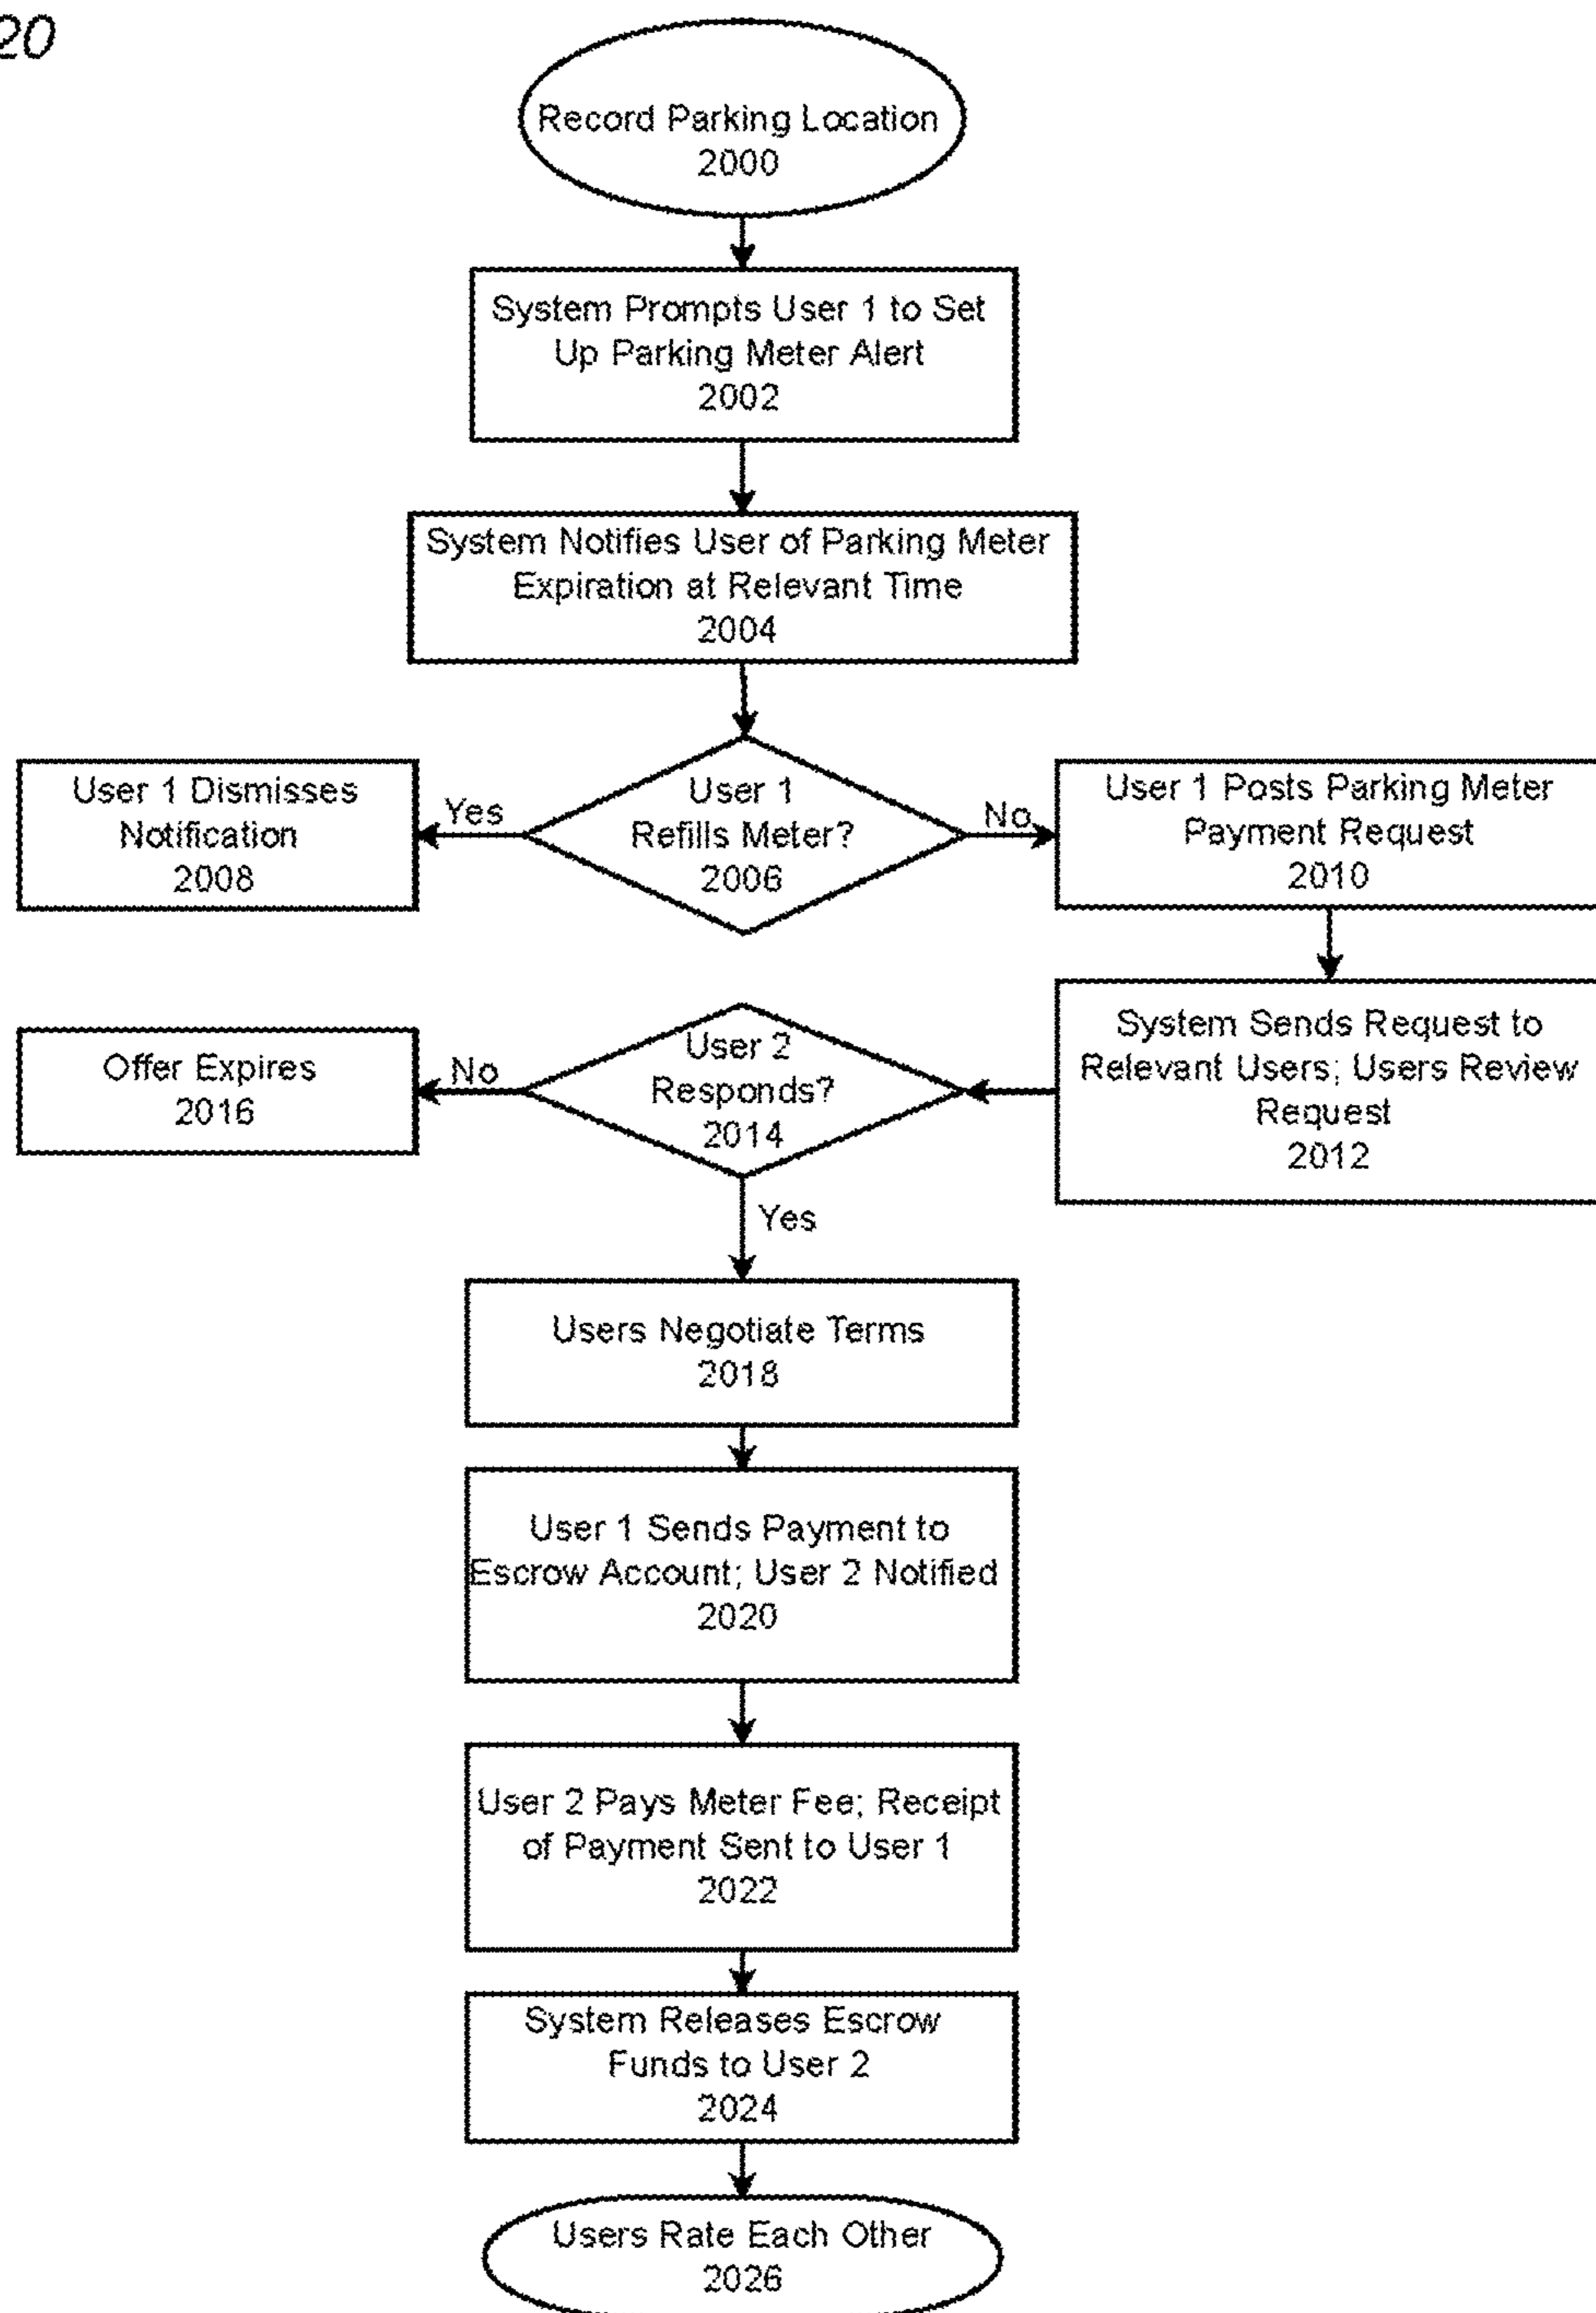 20
Record Parking Location
2000
System Prompts User 1 to Set
Up Parking Meter Alert
2002
System Notifies User of Parking Meter
Expiration at Relevant Time
2004
User 1
Refills Meter?
2006
Yes
User 1 Dismisses
Notification
2008
No
User 1 Posts Parking Meter
Payment Request
2010
System Sends Request to
Relevant Users; Users Review
Request
2012
User 2
Responds?
2014
No
Offer Expires
2016
Yes
Users Negotiate Terms
2018
User 1 Sends Payment to
Escrow Account; User 2 Notified
2020
User 2 Pays Meter Fee; Receipt
of Payment Sent to User 1
2022
System Releases Escrow
Funds to User 2
2024
Users Rate Each Other
2026